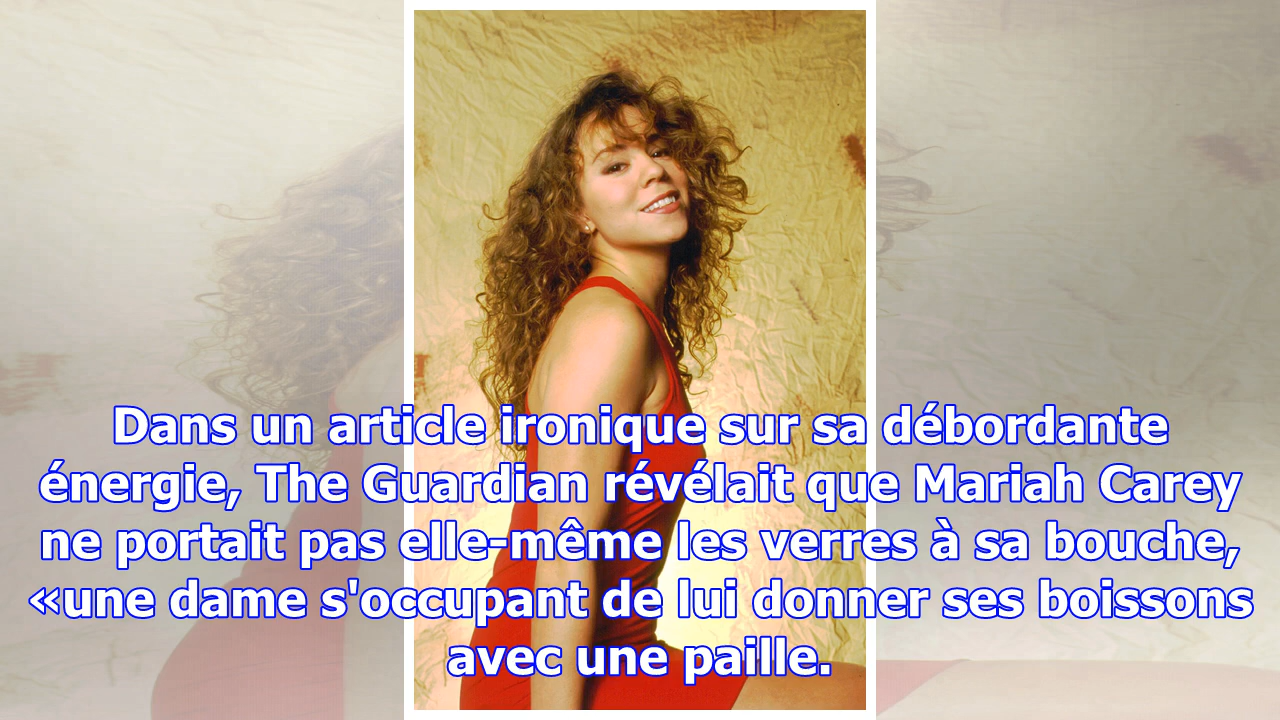 Dans un article ironique sur sa débordante
énergie, The Guardian révélait que Mariah Carey
ne portait pas elle-même les verres à sa bouche,
«une dame s'occupant de lui donner ses boissons
avec une paille.